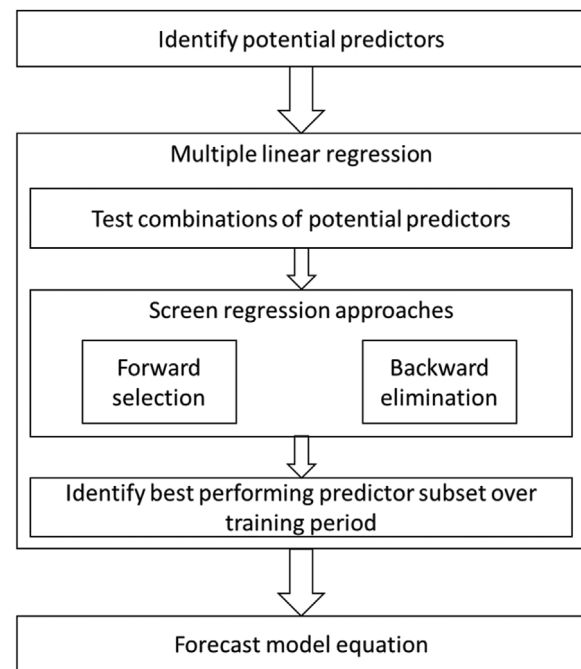 Identify potential predictors
Multiple linear regression
Test combinations of potential predictors
Screen regression approaches
Forward
selection
Backward
elimination
Identify best performing predictor subset over
training period
Forecast model equation